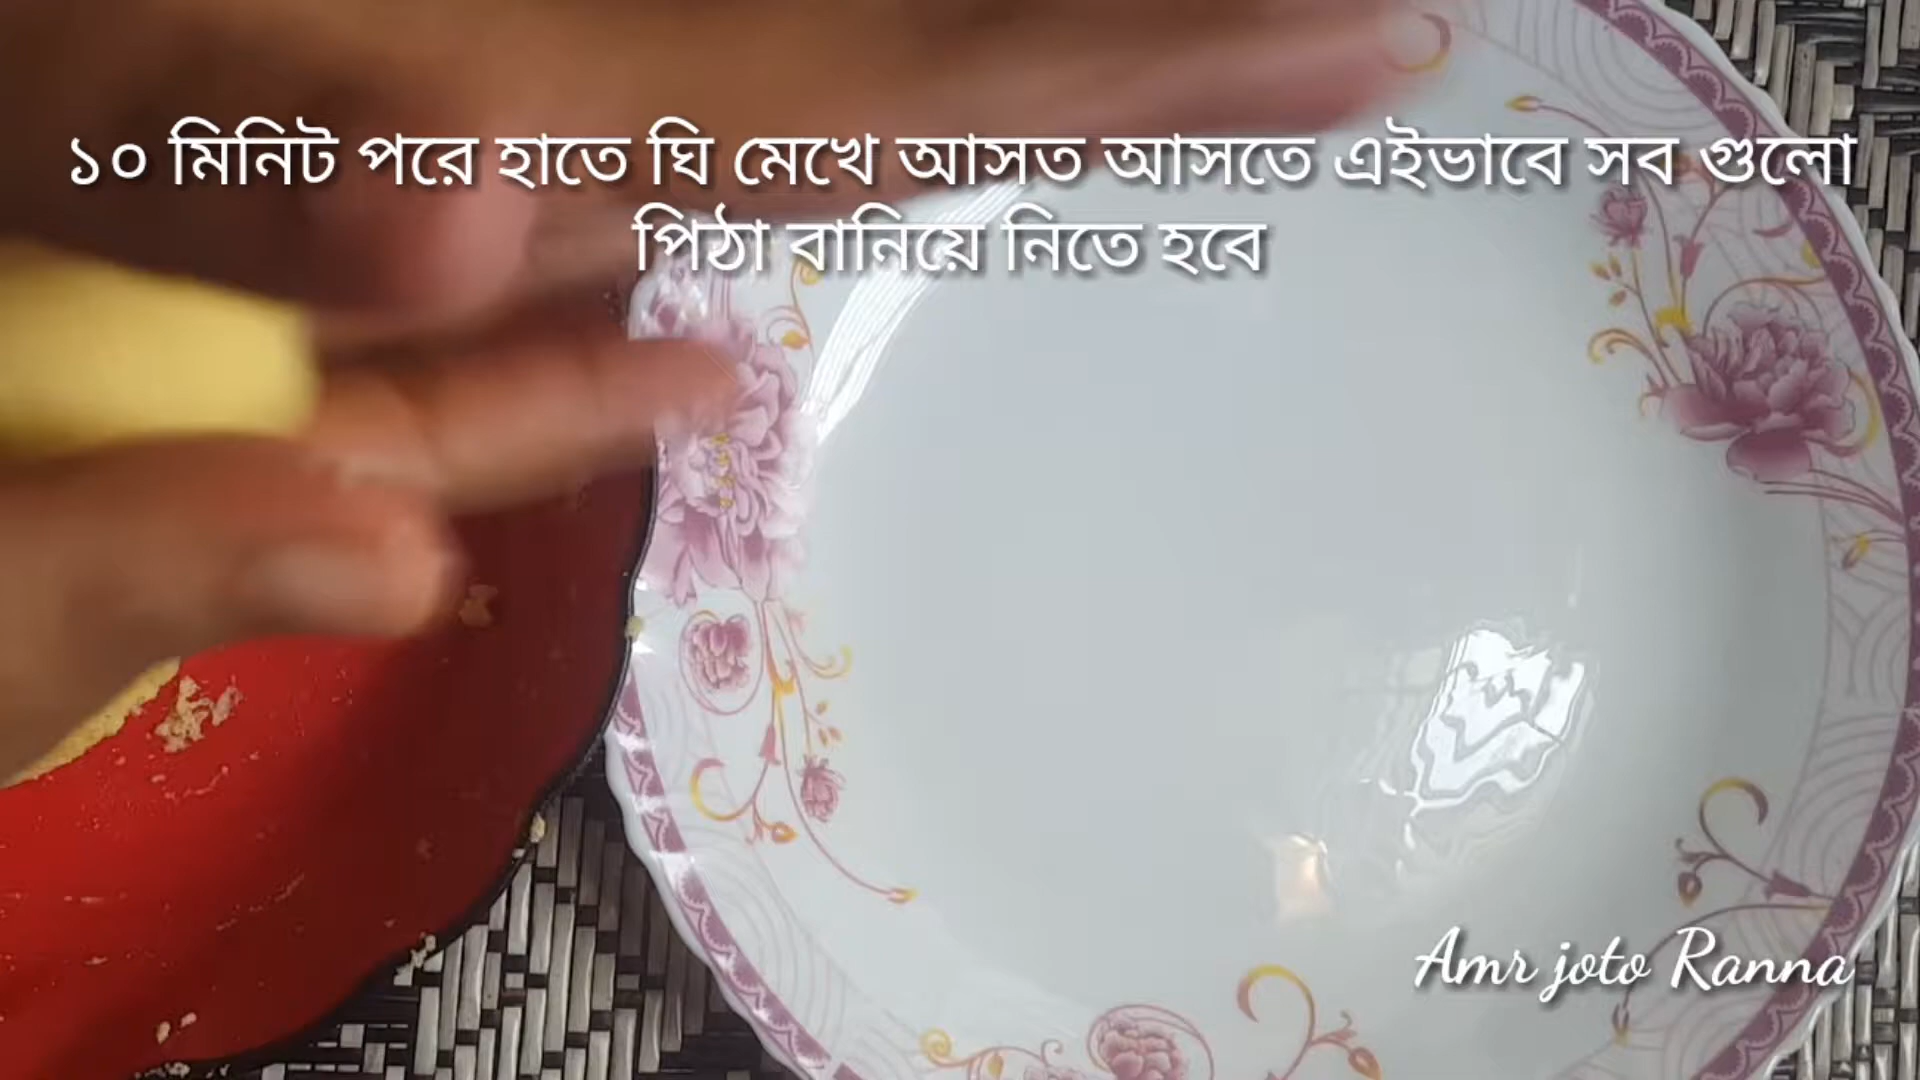 ১০ মিনিট পরে হাতে ঘি মেখে আসত আসতে এইভাবে সব গুলো
পিঠা বানিয়ে নিতে হবে
Amr joto Ranna